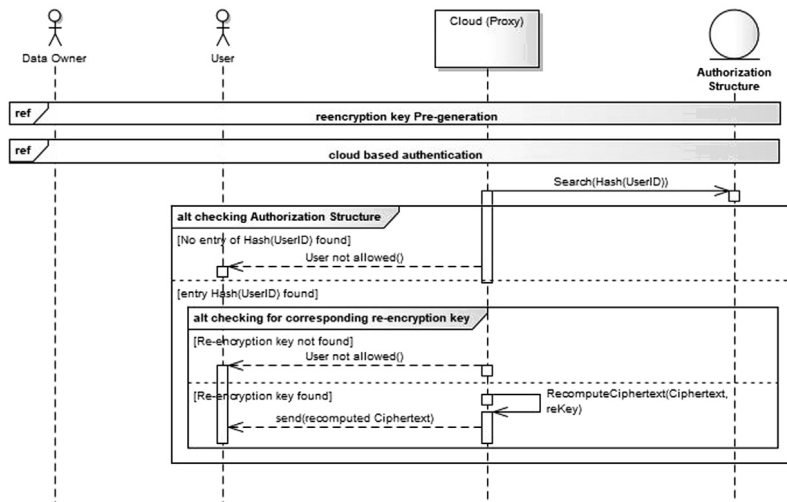 Data Owner
User
Cloud (Proxy)
Authorization
Structure
ref
reencryption key Pre-generation
ref
cloud based authentication
Search(Hash(UserID))
alt checking Authorization Structure
[No entry of Hash(UserID) found]
User not allowed()
[entry Hash(UserID) found]
alt checking for corresponding re-encryption key
[Re-encryption key not found]
User not allowed()
[Re-encryption key found]
RecomputeCiphertext(Ciphertext,
reKey)
send(recomputed Ciphertext)